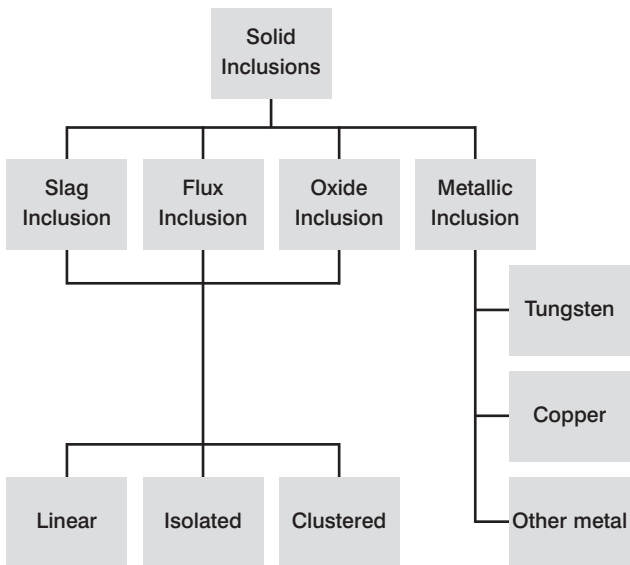 Solid
Inclusions
Slag
Inclusion
Flux
Inclusion
Oxide
Inclusion
Metallic
Inclusion
Tungsten
Copper
Linear
Isolated
Clustered
Other metal